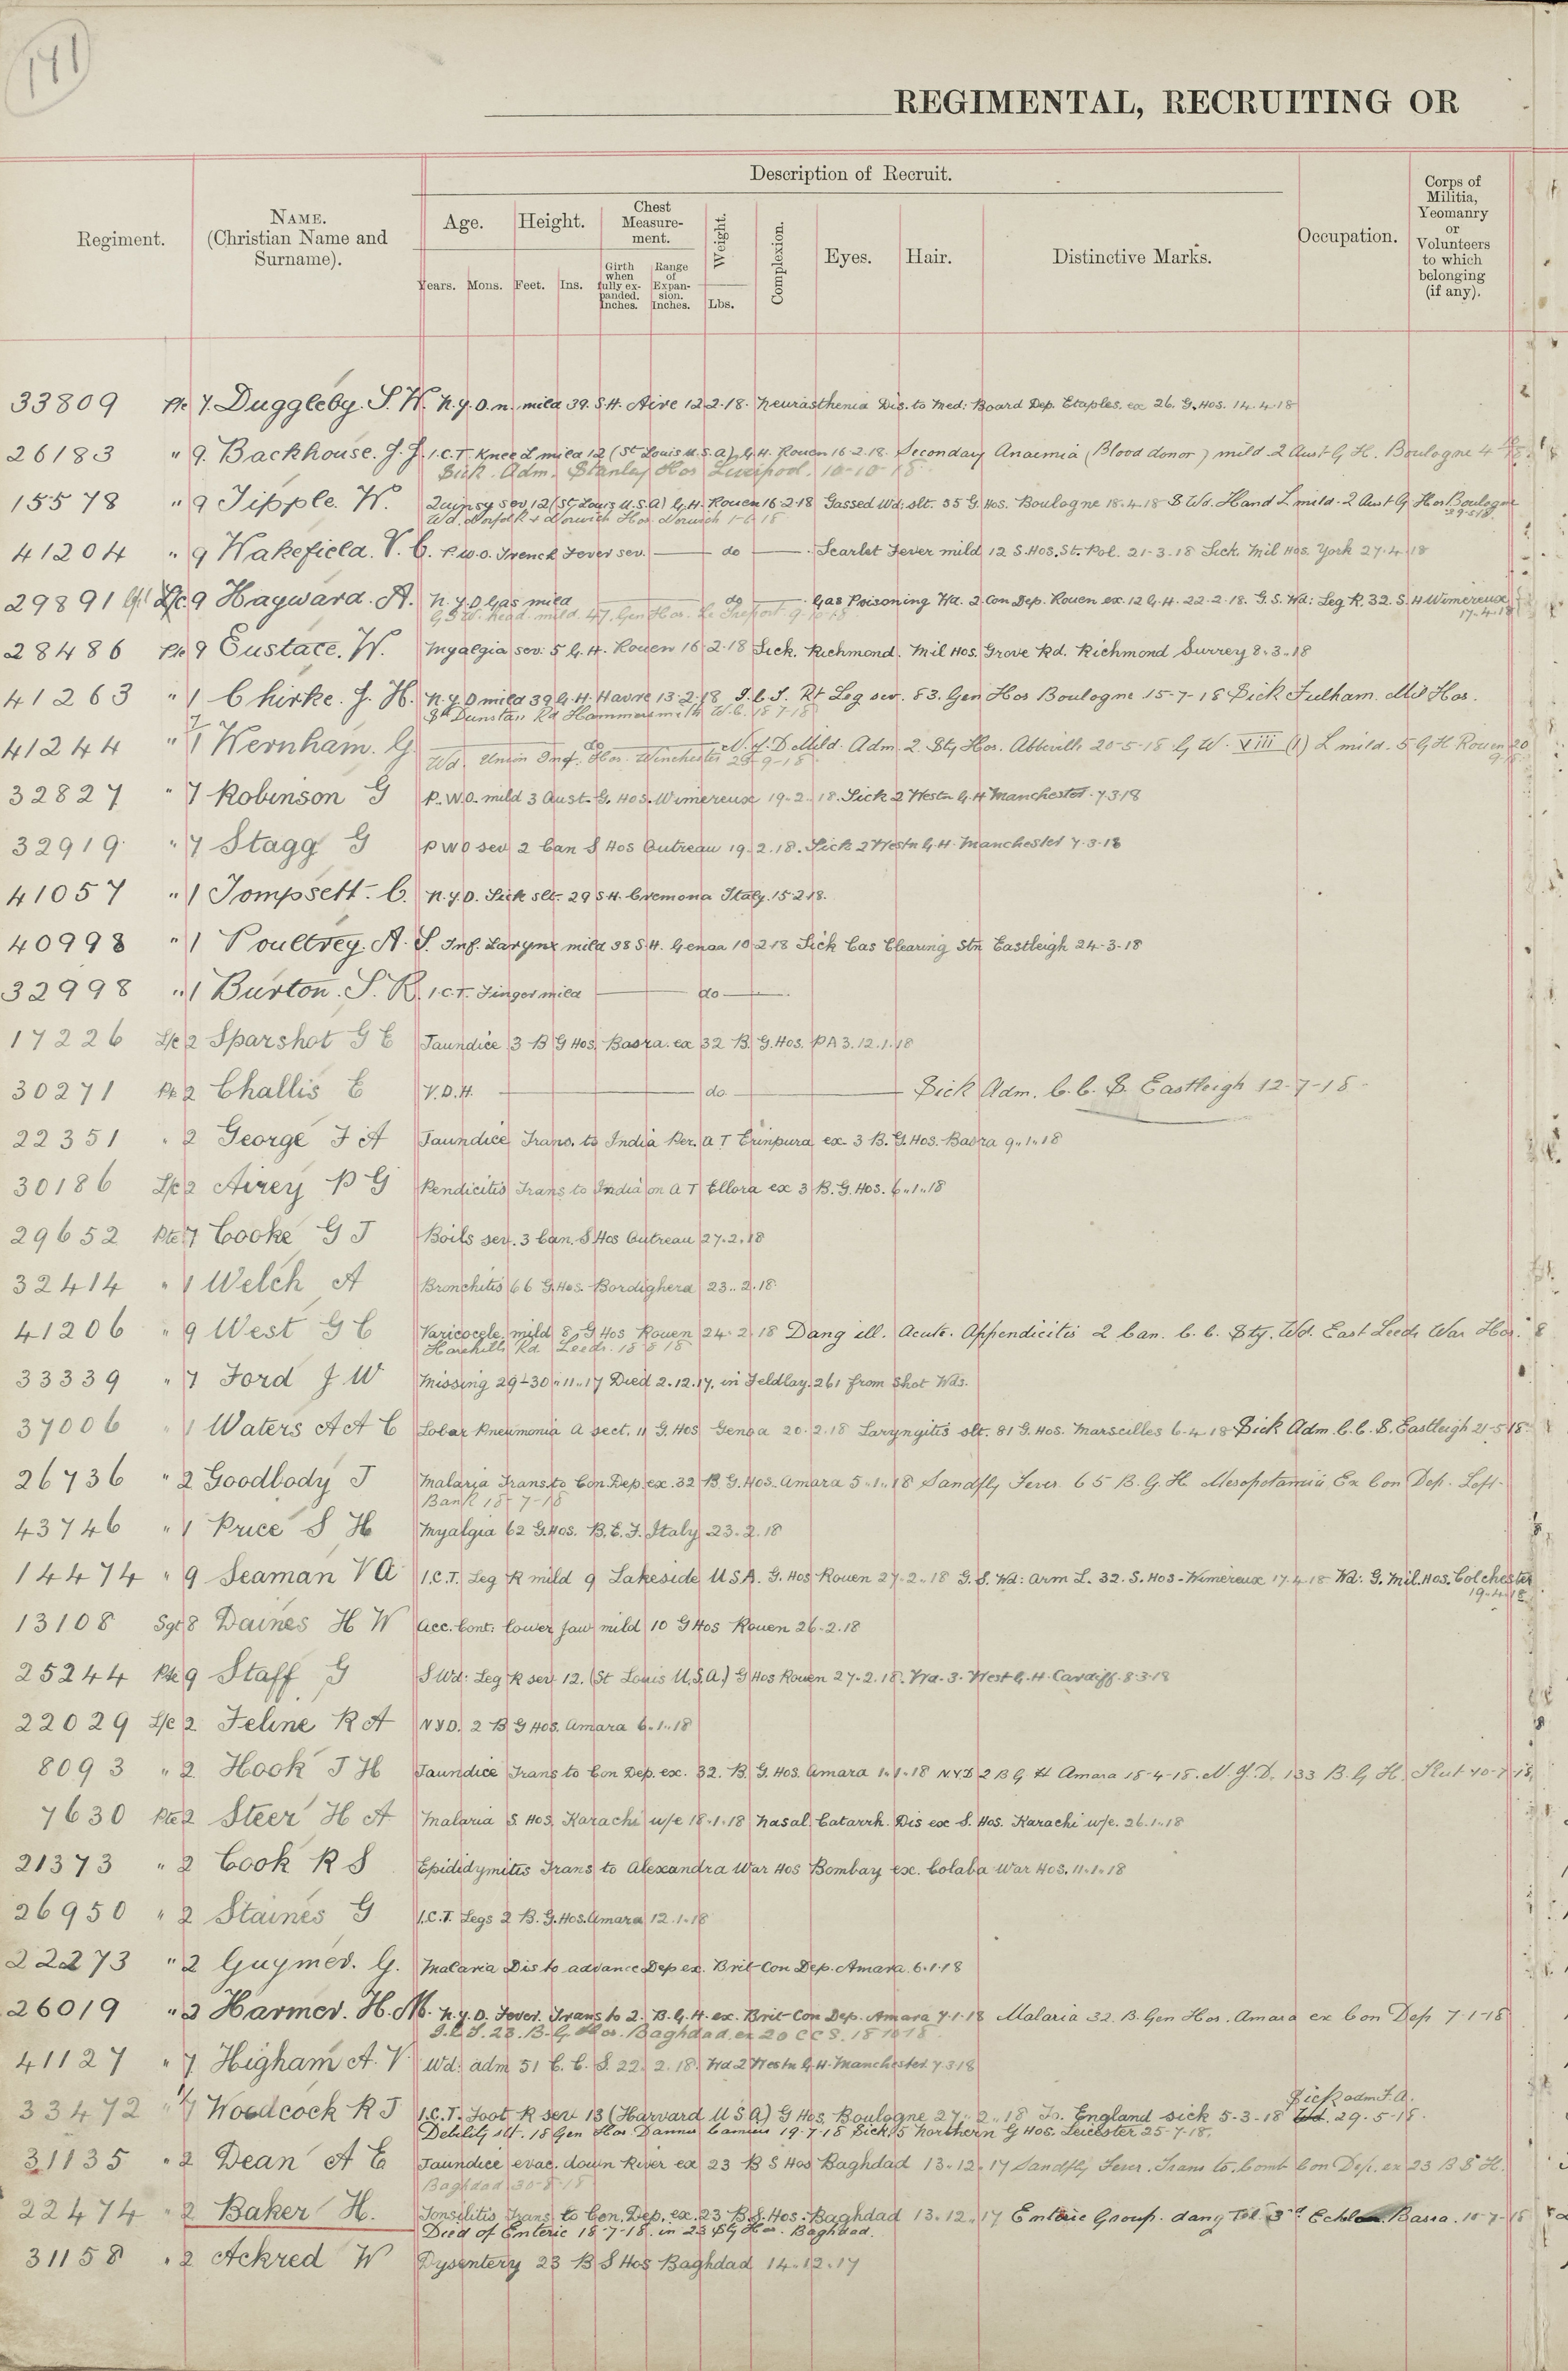 141
REGIMENTAL, RECRUITING OR
Regiment.
NAME.
(Christian Name and
Surname).
Description of Recruit.
Age.
Height.
Chest
Measure-
ment.
Weight.
Complexion.
Eyes.
Hair.
Distinctive Marks.
Occupation.
Corps of
Militia,
Yeomanry
or
Volunteers
to which
belonging
(if any).
Years.
Mons.
Feet.
Ins.
Girth
when
fully ex-
panded.
Inches.
Range
of
Expan-
sion.
Inches.
Lbs.
33809 Pte 7. Duggleby. S. W. N.Y.D.n. mild 39. S.H. Aire 12.2.18. Neurasthenia Dis. to Med: Board Dep. Etaples. ex 26. G. Hos. 14.4.18
26183 " 9. Backhouse. J. J. I.C.T. Knee L mild 12 (St Louis U.S.A) G.H. Rouen 16.2.18. Seconday Anaemia (Blood donor) mild. 2 Aust G H. Boulogne
Sick. Adm. Stanley Hos Liverpool. 10-10-18
15578 " 9 Tipple. W. Quinsy sev. 12 (St Louis U.S.A) G.H. Rouen 16.2.18 Gassed Wd: slt. 35 G. Hos. Boulogne 18.4.18 S Wd. Hand L mild. 2 Aust G Hos Boulogne
29-5-18.
Wd. Norfolk & Norwich Hos Norwich 1-6-18
41204 " 9 Wakefield. V. C. P.U.O. Trench Fever sev. — do — Scarlet Fever mild 12 S. Hos. St. Pol. 21-3-18 Sick. Mil Hos. York 27.4.18
29891 L/c 9 Hayward. A. N.Y.D Gas mild — do — Gas Poisoning Wd. 2 Con Dep. Rouen ex. 12 G.H. 22.2.18. G.S. Wd: Leg R. 32. S. H Wimereux
17.4.18
GSW. head. mild. 47. Gen Hos. Le Treport 9
28486 Pte 9 Eustace. W. Myalgia sev: 5 G.H. Rouen 16.2.18 Sick. Richmond. Mil Hos. Grove Rd. Richmond Surrey 8.3.18
41263 " 1 Chirke. J. H. N.Y.D mild 39 G.H. Havre 13.2.18 I.C.T. Rt Leg sev. 83. Gen Hos Boulogne 15-7-18 Sick Fulham. Mil Hos.
St Dunstan Rd Hammersmith W.6. 18 7 18
41244 " 7 1 Wernham. G — do — N.Y.D Mild. Adm. 2. Sty Hos. Abbeville 20-5-18 G W. VIII (1) L mild. 5 G H Rouen 20
Wd. Union Inf. Hos. Winchester 25-9-18
32827 " 7 Robinson G P.U.O. mild 3 Aust. G. Hos. Wimereux 19.2.18. Sick 2 Westn G.H Manchester. 7.3.18
32919 " 7 Stagg G P U O sev 2 Can S Hos Outreau 19.2.18. Sick 2 Westn G.H. Manchester 7.3.18
41057 " 1 Tompsett. C. N.Y.D. Sick slt. 29 S.H. Cremona Italy. 15.2.18.
40998 " 1 Poultrey. A. S. Inf. Larynx mild 38 S.H. Genoa 10.2.18 Sick Cas Clearing Stn Eastleigh 24-3-18
32998 " 1 Burton. S. R. I.C.T. Finger mild — do —
17226 L/c 2 Sparshot G E Jaundice 3 B G Hos. Basra. ex 32 B. G. Hos. PA 3. 12.1.18
30271 Pte 2 Challis E V.D.H. — do — Sick Adm. C.C.S. Eastleigh 12-7-18
22351 " 2 George F A Jaundice Trans. to India Per. A T Erinpura ex. 3 B. G. Hos. Basra 9.1.18
30186 L/c 2 Airey P G Pendicitis Trans to India on A T Ellora ex 3 B. G. Hos. 6.1.18
29652 Pte 7 Cooke G J Boils sev. 3 Can. S Hos Outreau 27.2.18
32414 " 1 Welch A Bronchitis 66 G. Hos. Bordighera 23.2.18.
41206 " 9 West G C Varicocele mild 8 G Hos Rouen 24.2.18 Dang ill. Acute. Appendicitis 2 Can. C.C. Sty. Wd. East Leeds War Hos.
Harehills Rd Leeds. 18 8 18
33339 " 7 Ford J W Missing 29-30.11.17 Died 2.12.17. in Feldlaz. 261 from Shot Wds.
37006 " 1 Waters A A C Lobar Pneumonia A sect. 11 G. Hos Genoa 20.2.18 Laryngitis slt. 81 G. Hos. Marseilles 6.4.18 Sick Adm. C.C.S. Eastleigh 21-5-18
26736 " 2 Goodbody J Malaria Trans. to Con Dep. ex. 32 B. G. Hos. Amara 5.1.18 Sandfly Fever 65 B. G. H. Mesopotamia Ex Con Dep. Left
Bank 18-7-18
43746 " 1 Price S H Myalgia 62 G. Hos. B.E.F. Italy 23.2.18
14474 " 9 Seaman V A I.C.T. Leg R mild 9 Lakeside U S A. G. Hos Rouen 27.2.18 G.S. Wd: Arm L. 32. S. Hos. Wimereux 17.4.18 Wd: G. Mil. Hos. Colchester
19.4.18
13108 Sgt 8 Daines H W Acc. Cont. lower jaw mild 10 G Hos Rouen 26.2.18
25244 Pte 9 Staff G S Wd: Leg R sev 12. (St Louis U.S.A.) G Hos Rouen 27.2.18. Wd. 3. West G.H. Cardiff. 8.3.18
22029 L/c 2 Feline R A NYD. 2 B G Hos. Amara 6.1.18
8093 " 2 Hook J H Jaundice Trans to Con Dep. ex. 32. B. G. Hos. Amara 1.1.18 N.Y.D 2 B G H Amara 18-4-18. N.Y.D. 133 B. G H. Kut
7630 Pte 2 Steer H A Malaria S. Hos. Karachi w/e 18.1.18 Nasal Catarrh. Dis ex S. Hos. Karachi w/e. 26.1.18
21373 " 2 Cook R S Epididymites Trans to Alexandra War Hos Bombay ex. Colaba War Hos. 11.1.18
26950 " 2 Staines G I.C.T. Legs 2 B. G. Hos. Amara 12.1.18
22273 " 2 Guymer. G. Malaria Dis to advance Dep ex. Brit Con Dep. Amara. 6.1.18
26019 " 2 Harmer. H. M. N.Y.D. Fever. Trans to 2. B.G.H. ex. Brit Con Dep. Amara 7.1.18 Malaria 32. B. Gen Hos. Amara ex Con Dep 7-1-18
I.C.T. 23. B. G Hos. Baghdad. ex 20 CCS. 18 10 18
41127 " 7 Higham A. V. Wd: adm 51 C.C.S. 22.2.18. Wd 2 Westn G.H. Manchester. 7.3.18
33472 " 1/7 Woodcock R J I.C.T. Foot R sev 13 (Harvard U S A) G Hos. Boulogne 27.2.18 To. England sick 5-3-18 Wd. 29-5-18.
Sick adm F.A.
Debility slt. 18 Gen Hos Dannes Camiers 19-7-18 Sick 5 Northern G Hos. Leicester 25-7-18.
31135 " 2 Dean A E Jaundice evac. down River ex 23 B S Hos Baghdad 13.12.17 Sandfly Fever. Trans to. Comb Con Dep. ex 23 B S H.
Baghdad 30-8-18
22474 " 2 Baker H. Tonsilitis Trans to Con. Dep. ex. 23 B. S. Hos. Baghdad 13.12.17 Enteric Group. dang 3rd Basra. 10-7-18
Died of Enteric 18-7-18. in 23 Sty Hos. Baghdad.
31158 " 2 Ackred W Dysentery 23 B S Hos Baghdad 14.12.17